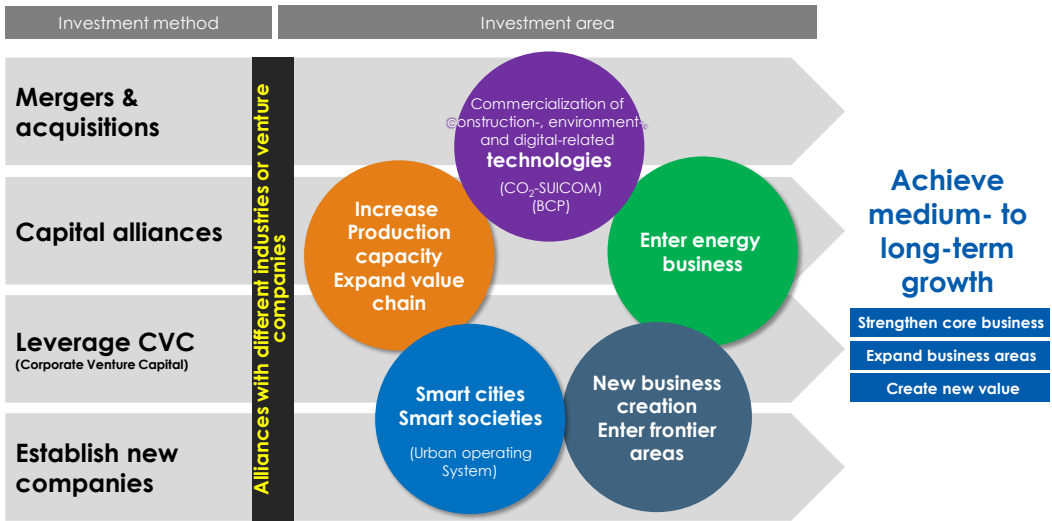 Investment method
Investment area
Mergers &
acquisitions
Capital alliances
Leverage CVC
(Corporate Venture Capital)
Establish new
companies
Alliances with different industries or venture
companies
Commercialization of
construction-, environment-,
and digital-related
technologies
(CO₂-SUICOM)
(BCP)
Increase
Production
capacity
Expand value
chain
Enter energy
business
Smart cities
Smart societies
(Urban operating
System)
New business
creation
Enter frontier
areas
Achieve
medium- to
long-term
growth
Strengthen core business
Expand business areas
Create new value